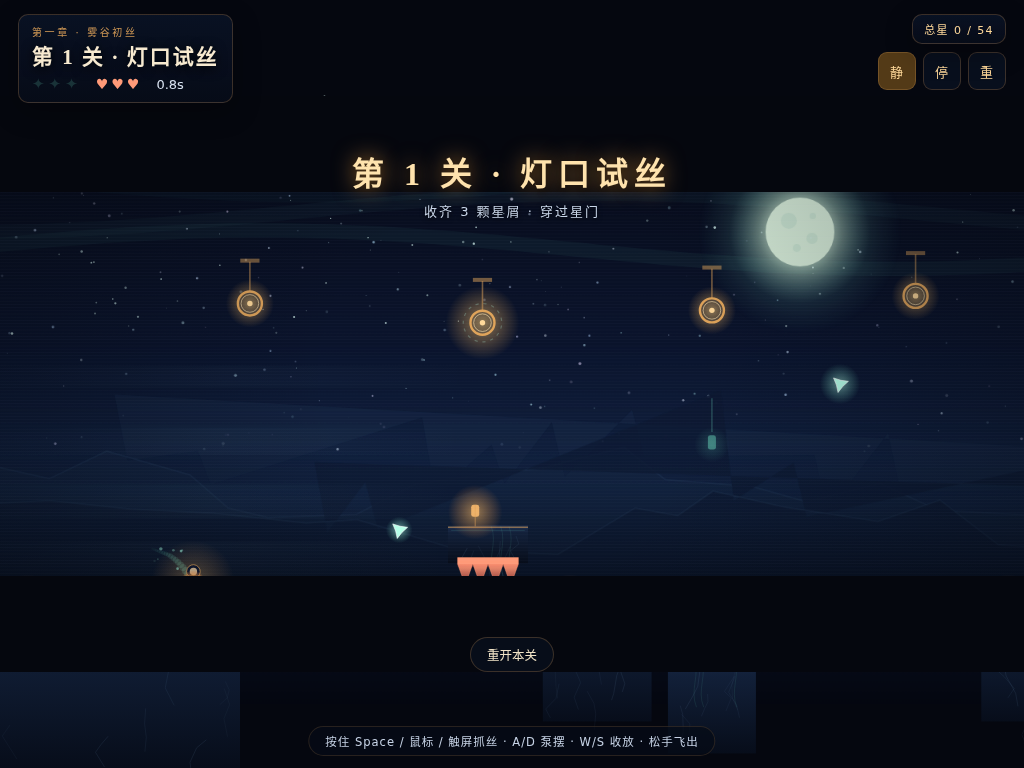 第一章 · 雾谷初丝
第 1 关 · 灯口试丝
0.8s
总星 0 / 54
静
停
重
第 1 关 · 灯口试丝
收齐 3 颗星屑 · 穿过星门
重开本关
按住 Space / 鼠标 / 触屏抓丝 · A/D 泵摆 · W/S 收放 · 松手飞出